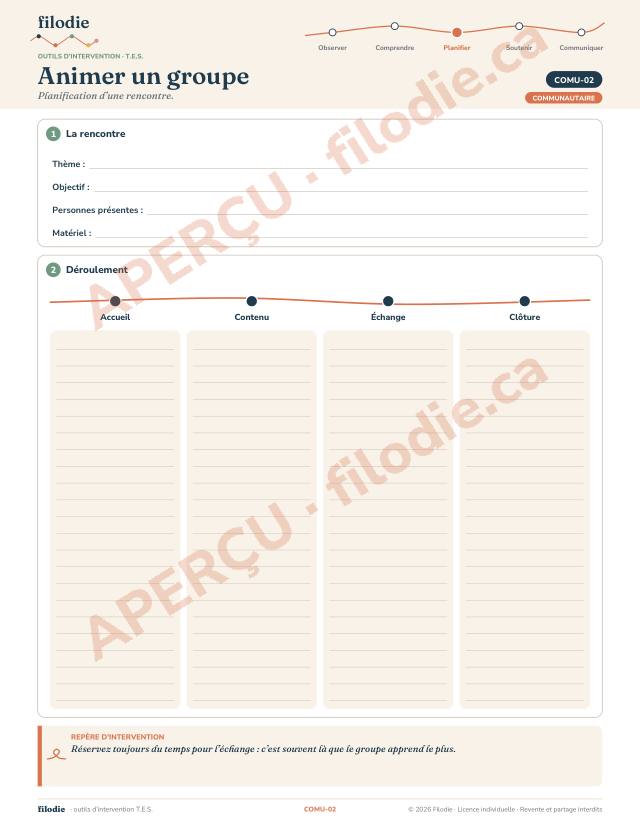 filodie
Observer Comprendre Planifier Soutenir Communiquer
OUTILS D'INTERVENTION · T.E.S.
Animer un groupe
Planification d'une rencontre.
COMU-02
COMMUNAUTAIRE
1 La rencontre
Thème :
Objectif :
Personnes présentes :
Matériel :
2 Déroulement
Accueil Contenu Échange Clôture
APERÇU · filodie.ca
APERÇU · filodie.ca
REPÈRE D'INTERVENTION
Réservez toujours du temps pour l'échange : c'est souvent là que le groupe apprend le plus.
filodie · outils d'intervention T.E.S. COMU-02 © 2026 Filodie · Licence individuelle · Revente et partage interdits